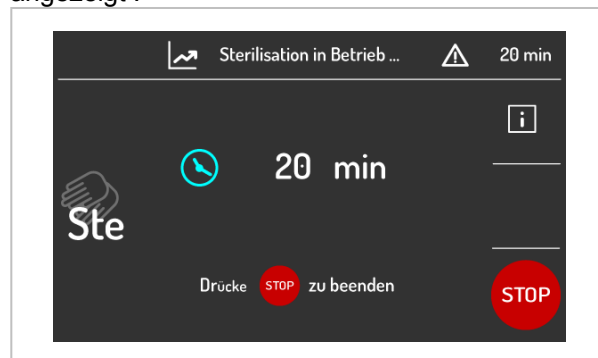 angezeigt .
Sterilisation in Betrieb ... 20 min
i
20 min
Ste
Drücke STOP zu beenden
STOP